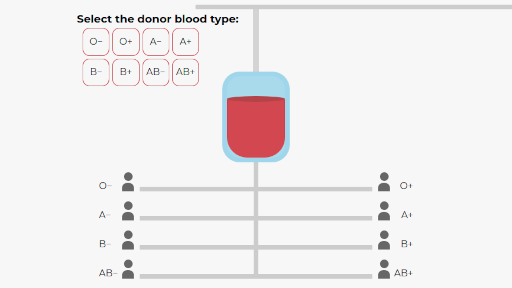 Select the donor blood type:
O− O+ A− A+
B− B+ AB− AB+
O− O+
A− A+
B− B+
AB− AB+